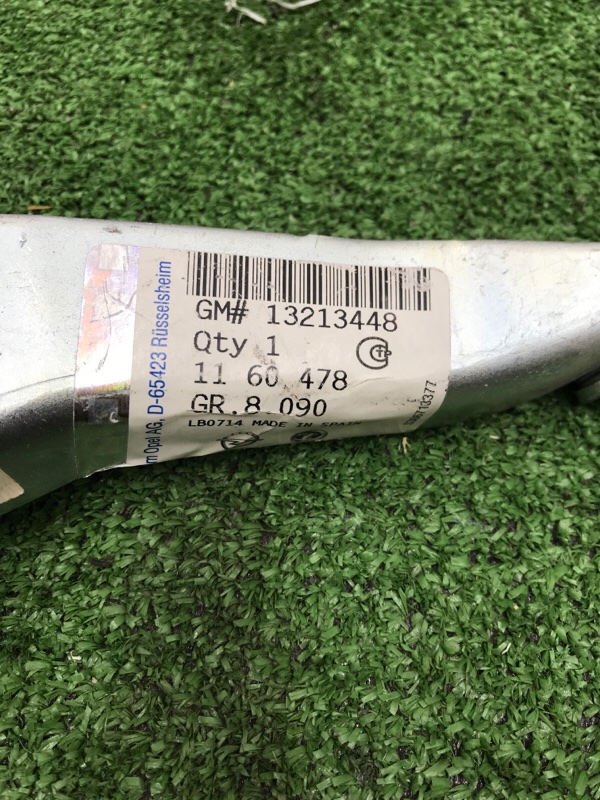 GM# 13213448
Qty 1
11 60 478
GR.8 090
LB0714 MADE IN SPAIN
Opel AG, D-65423 Rüsselsheim